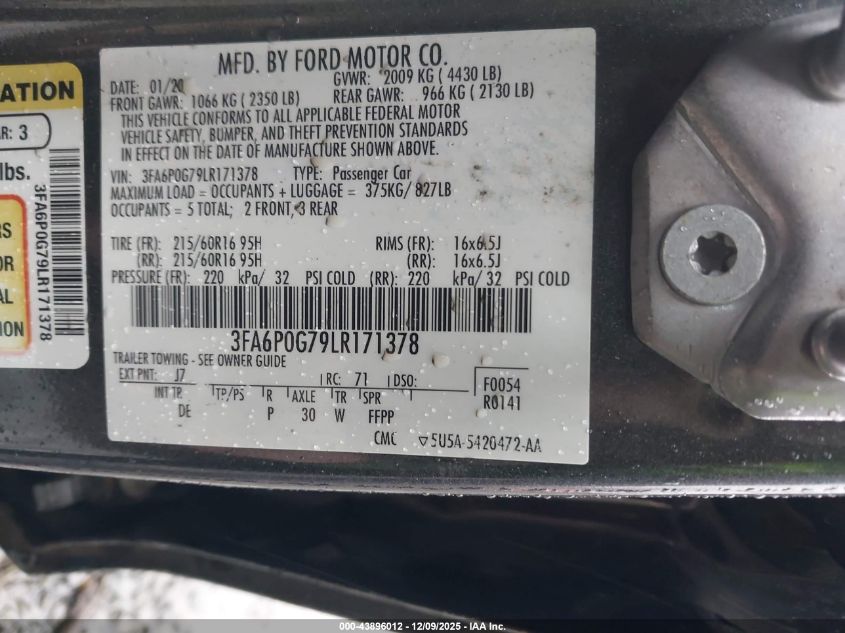 MFD. BY FORD MOTOR CO.
DATE: 01/20
GVWR: 2009 KG ( 4430 LB)
FRONT GAWR: 1066 KG ( 2350 LB)
REAR GAWR: 966 KG ( 2130 LB)
THIS VEHICLE CONFORMS TO ALL APPLICABLE FEDERAL MOTOR
VEHICLE SAFETY, BUMPER, AND THEFT PREVENTION STANDARDS
IN EFFECT ON THE DATE OF MANUFACTURE SHOWN ABOVE.
VIN: 3FA6P0G79LR171378 TYPE: Passenger Car
MAXIMUM LOAD = OCCUPANTS + LUGGAGE = 375KG/ 827LB
OCCUPANTS = 5 TOTAL; 2 FRONT, 3 REAR
TIRE (FR): 215/60R16 95H RIMS (FR): 16x6.5J
(RR): 215/60R16 95H (RR): 16x6.5J
PRESSURE (FR): 220 kPa/ 32 PSI COLD (RR): 220 kPa/ 32 PSI COLD
3FA6P0G79LR171378
TRAILER TOWING - SEE OWNER GUIDE
EXT PNT: J7 RC: 71 DSO: F0054
INT TR TP/PS R AXLE TR SPR R0141
DE P 30 W FFPP
CMC 5U5A-5420472-AA
ATION
AR: 3
lbs.
RS
OR
AL
TION
3FA6P0G79LR171378
000-43896012 - 12/09/2025 - IAA Inc.